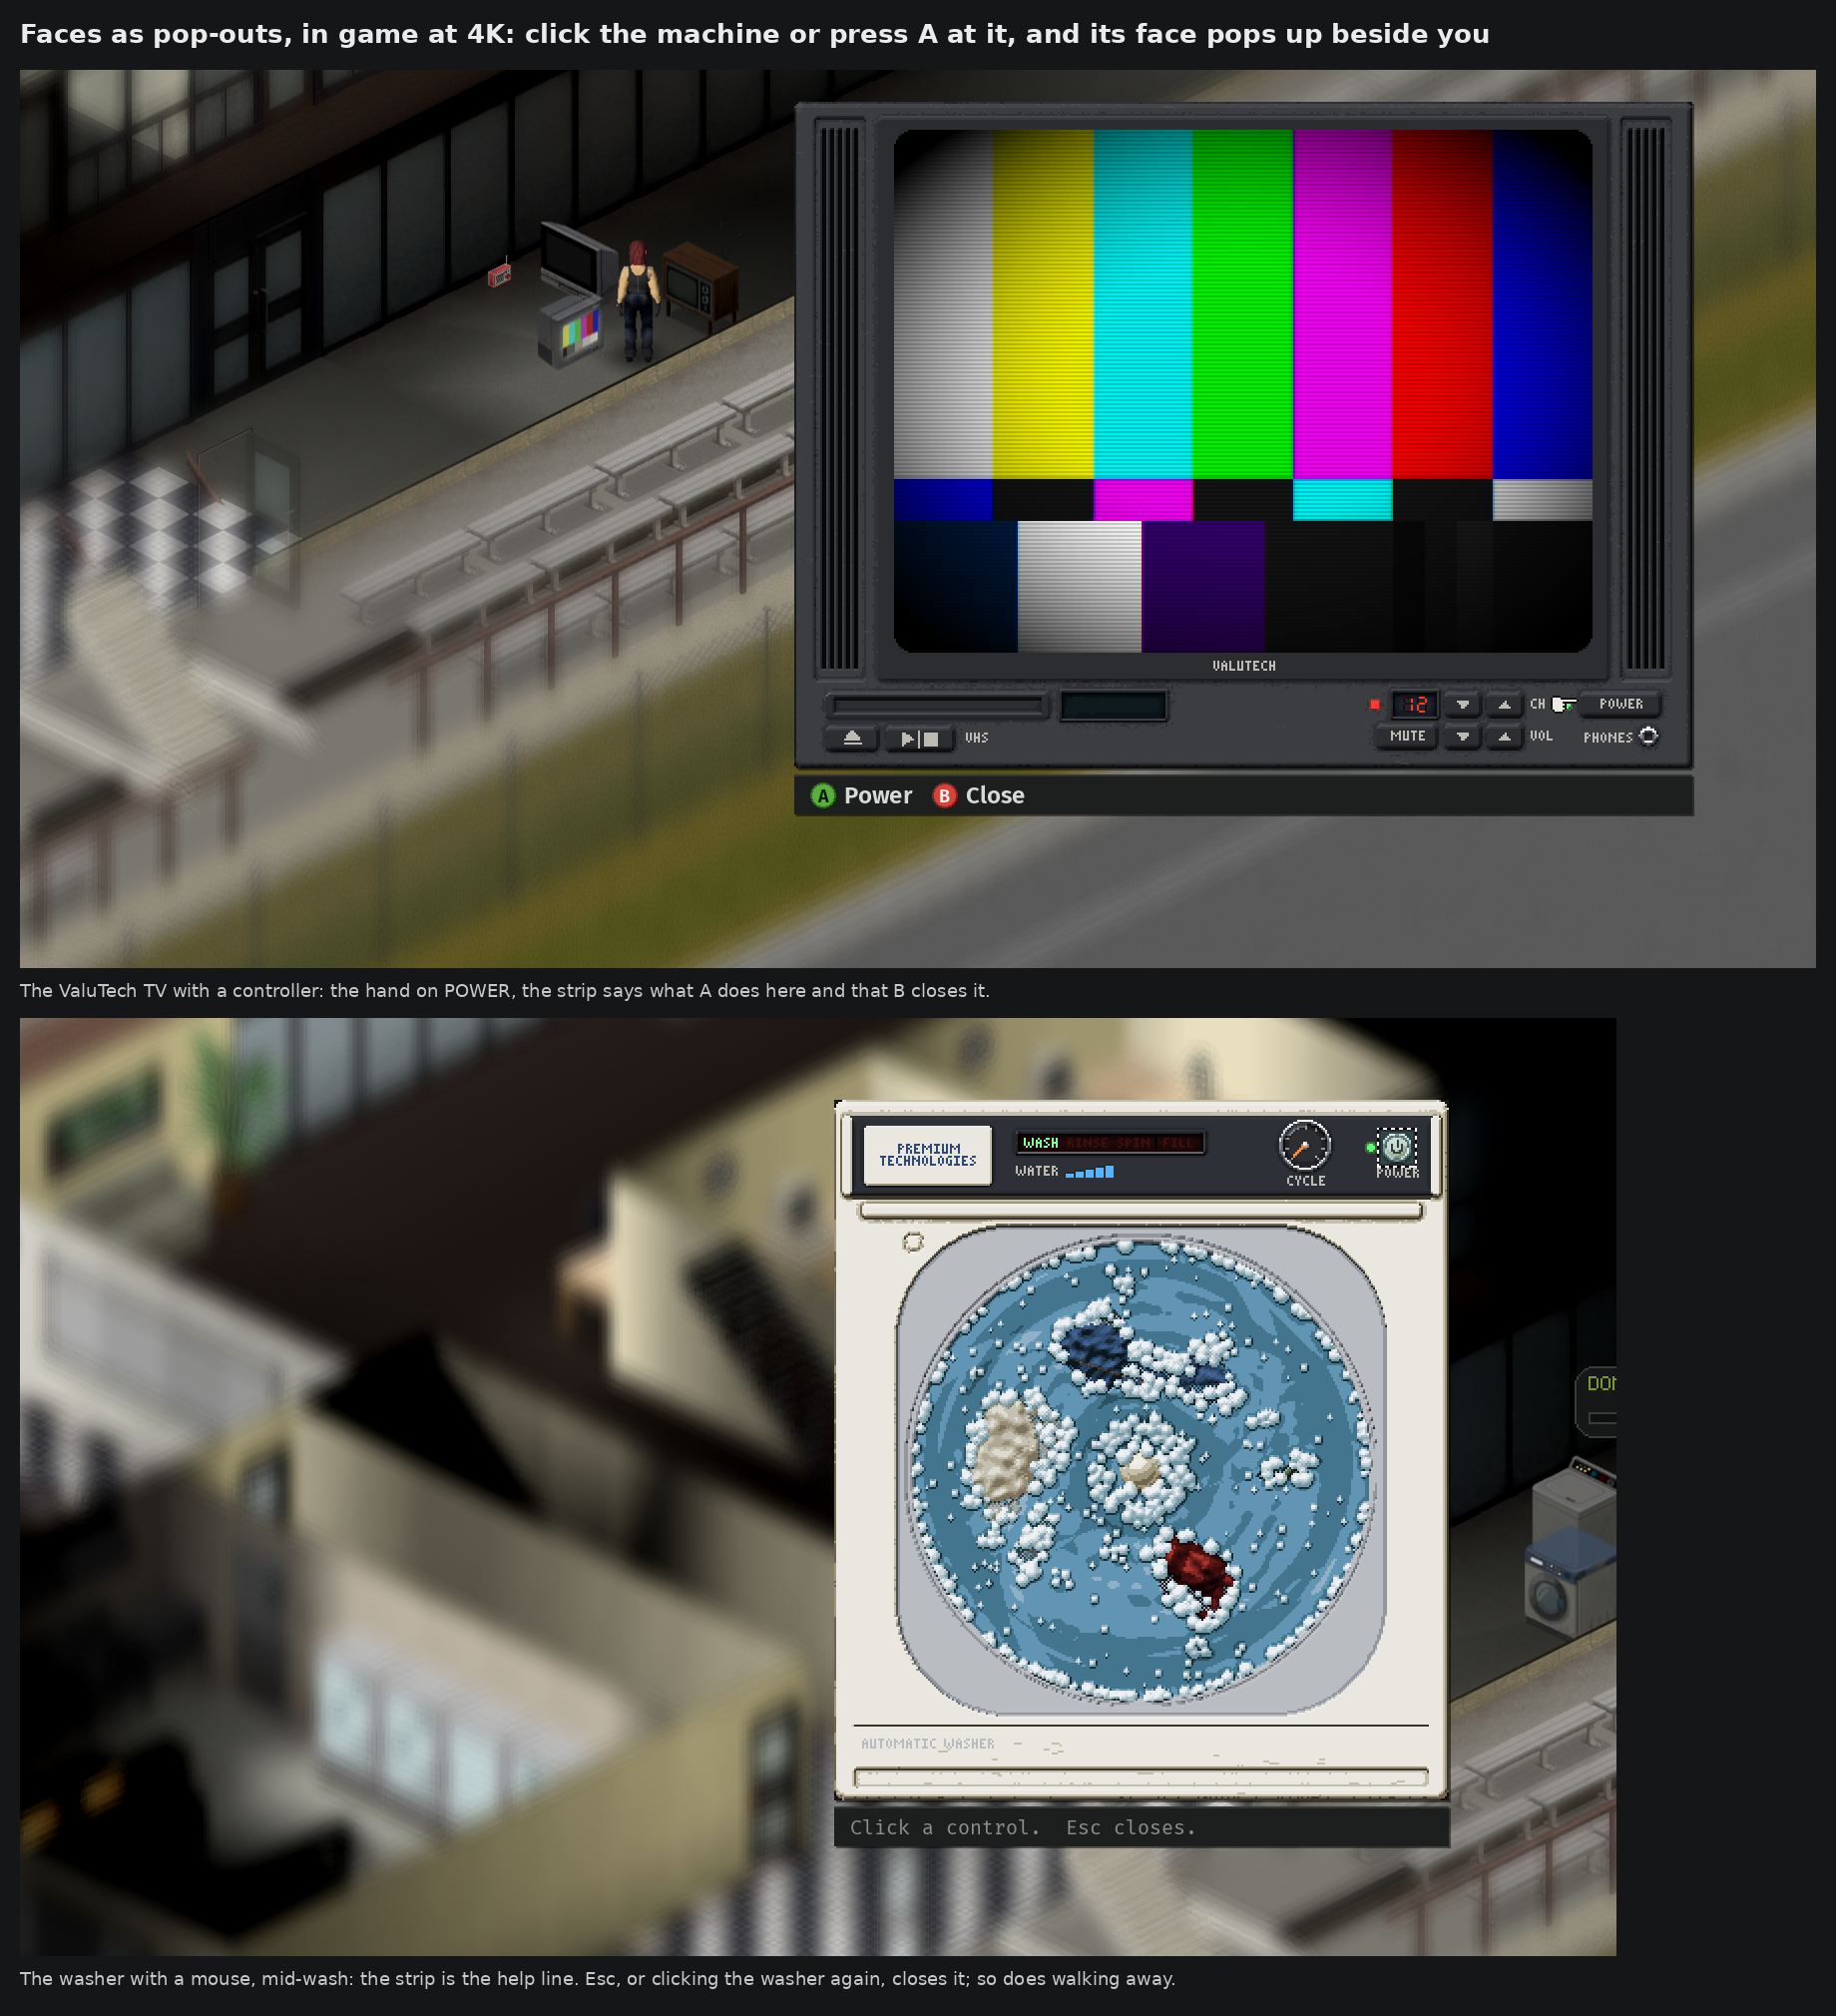 Faces as pop-outs, in game at 4K: click the machine or press A at it, and its face pops up beside you
VALUTECH
12
CH
POWER
VHS
MUTE
VOL
PHONES
A Power B Close
The ValuTech TV with a controller: the hand on POWER, the strip says what A does here and that B closes it.
PREMIUM
TECHNOLOGIES
WASH RINSE SPIN FILL
WATER
CYCLE
POWER
AUTOMATIC WASHER
Click a control. Esc closes.
The washer with a mouse, mid-wash: the strip is the help line. Esc, or clicking the washer again, closes it; so does walking away.